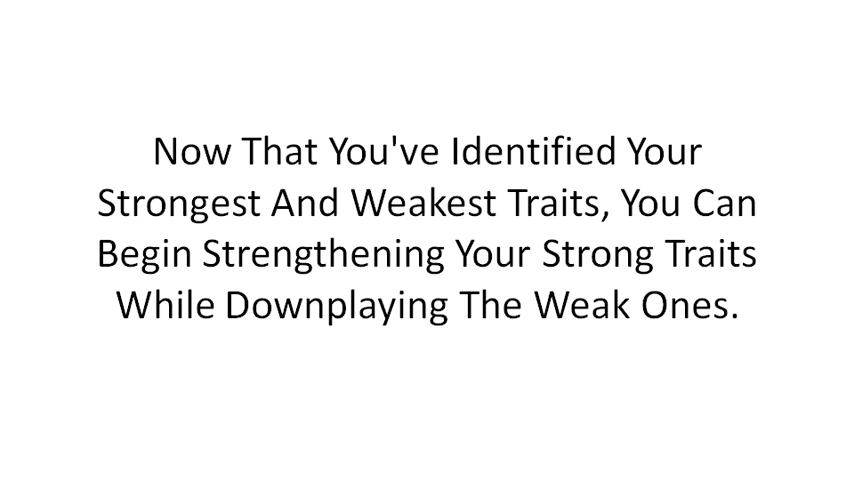 Now That You've Identified Your
Strongest And Weakest Traits, You Can
Begin Strengthening Your Strong Traits
While Downplaying The Weak Ones.